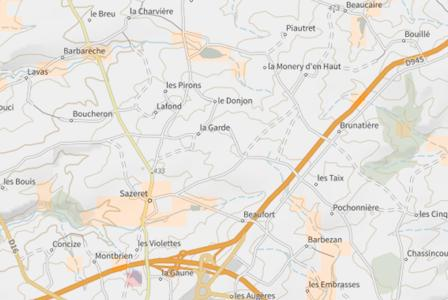 Beaucaire
la Charvière
le Breu
Piautret
Bouillé
Barbarèche
D945
la Monery d'en Haut
Lavas
les Pirons
le Donjon
Lafond
Boucheron
la Garde
Brunatière
433
les Bouis
les Taix
Sazeret
Pochonnière
Beaufort
les Cinq
D16
Concize
les Violettes
Barbezan
Montbrien
Chassincou
la Gaune
les Embrasses
les Augères